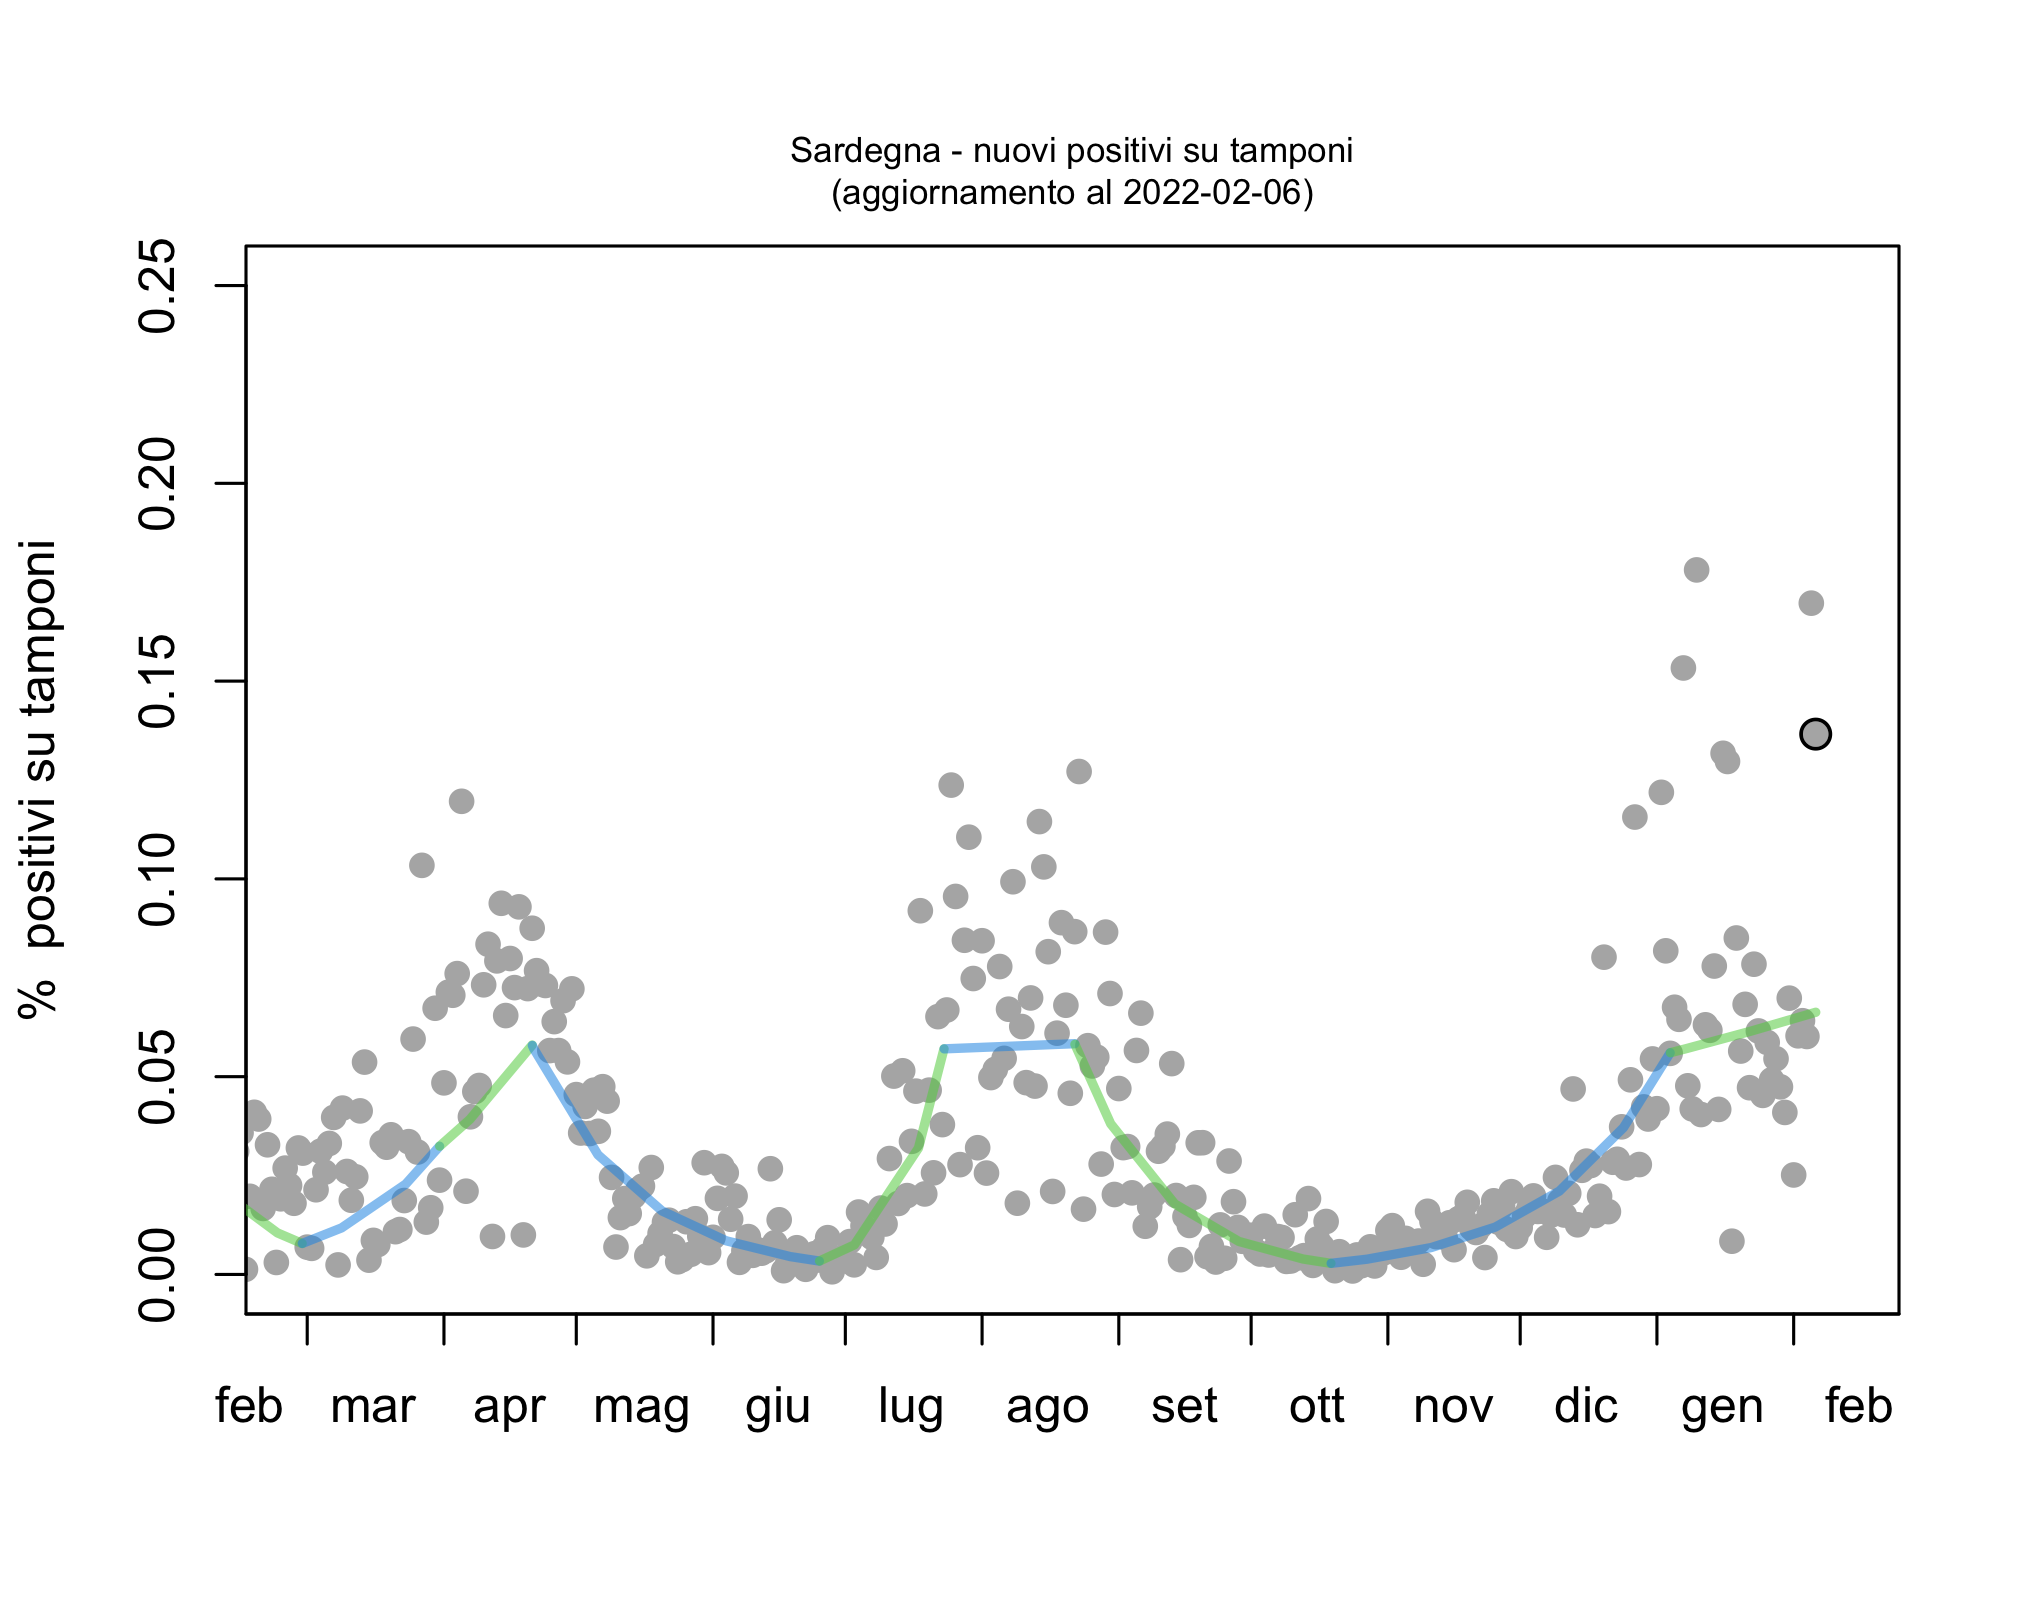 Sardegna - nuovi positivi su tamponi
(aggiornamento al 2022-02-06)
% positivi su tamponi
0.25
0.20
0.15
0.10
0.05
0.00
feb mar apr mag giu lug ago set ott nov dic gen feb